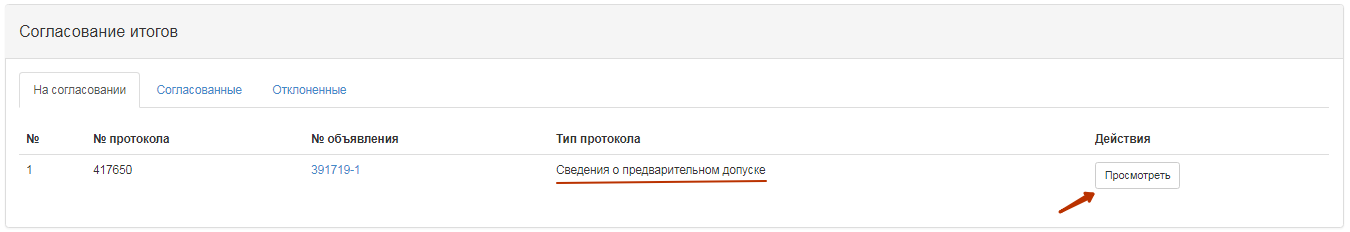 Согласование итогов
На согласовании Согласованные Отклоненные
№ № протокола № объявления Тип протокола Действия
1 417650 391719-1 Сведения о предварительном допуске Просмотреть